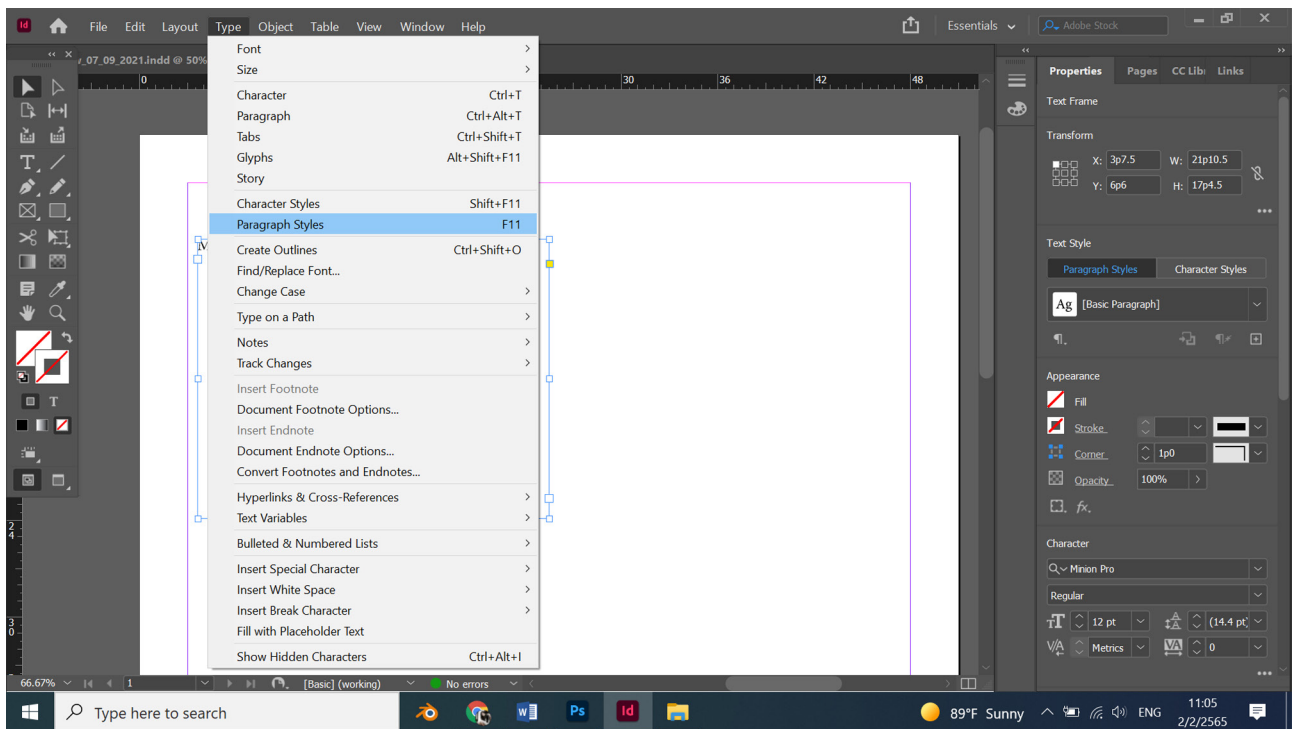 Id File Edit Layout Type Object Table View Window Help Essentials Adobe Stock
_07_09_2021.indd @ 50%
0 30 36 42 48
Font
Size
Character Ctrl+T
Paragraph Ctrl+Alt+T
Tabs Ctrl+Shift+T
Glyphs Alt+Shift+F11
Story
Character Styles Shift+F11
Paragraph Styles F11
Create Outlines Ctrl+Shift+O
Find/Replace Font...
Change Case
Type on a Path
Notes
Track Changes
Insert Footnote
Document Footnote Options...
Insert Endnote
Document Endnote Options...
Convert Footnotes and Endnotes...
Hyperlinks & Cross-References
Text Variables
Bulleted & Numbered Lists
Insert Special Character
Insert White Space
Insert Break Character
Fill with Placeholder Text
Show Hidden Characters Ctrl+Alt+I
T
T
24
30
Properties Pages CC Libr Links
Text Frame
Transform
X: 3p7.5 W: 21p10.5
Y: 6p6 H: 17p4.5
Text Style
Paragraph Styles Character Styles
Ag [Basic Paragraph]
Appearance
Fill
Stroke
Corner 1p0
Opacity 100%
fx.
Character
Minion Pro
Regular
12 pt (14.4 pt)
Metrics 0
66.67% 1 [Basic] (working) No errors
Type here to search W Ps Id 89°F Sunny ENG 11:05
2/2/2565